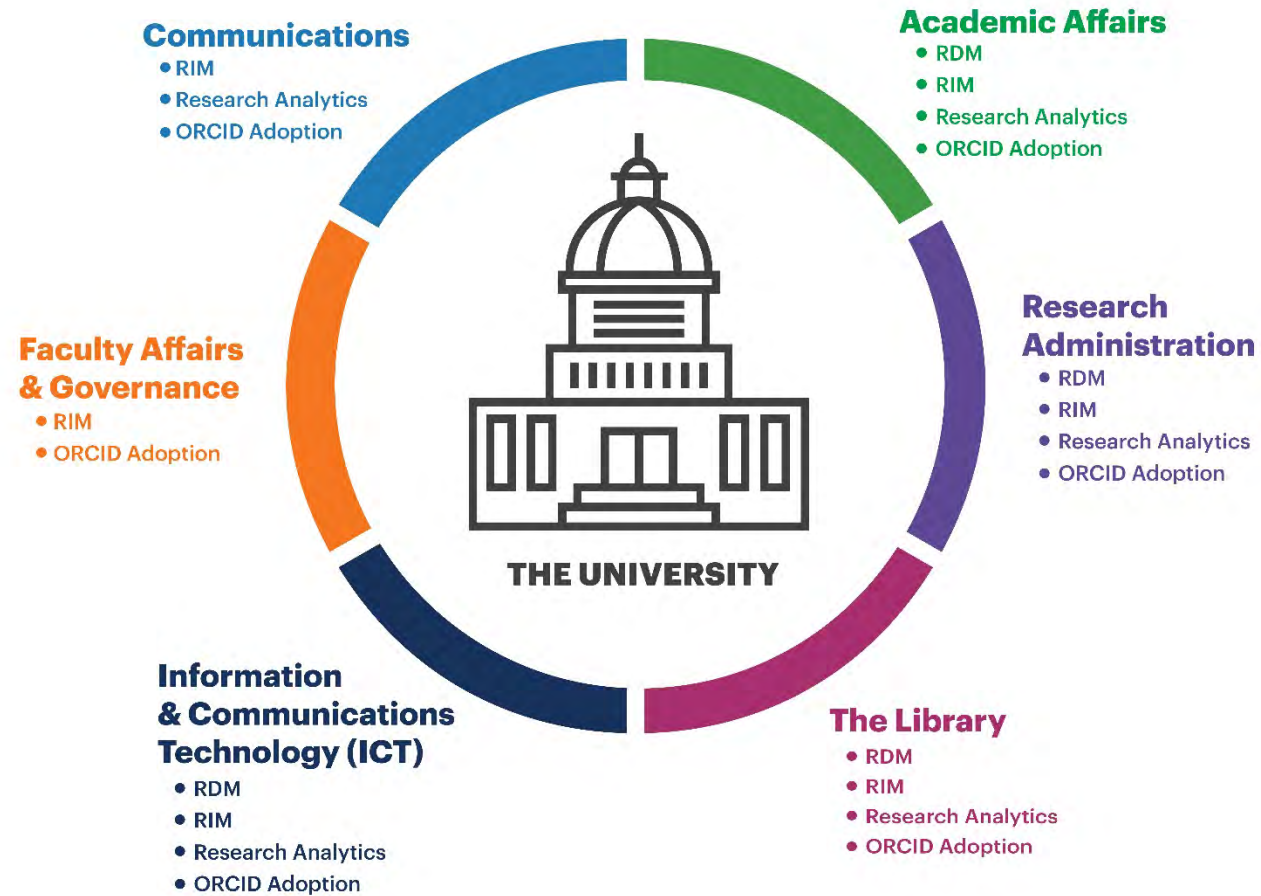 Communications
• RIM
• Research Analytics
• ORCID Adoption
Academic Affairs
• RDM
• RIM
• Research Analytics
• ORCID Adoption
Research
Administration
• RDM
• RIM
• Research Analytics
• ORCID Adoption
Faculty Affairs
& Governance
• RIM
• ORCID Adoption
THE UNIVERSITY
Information
& Communications
Technology (ICT)
• RDM
• RIM
• Research Analytics
• ORCID Adoption
The Library
• RDM
• RIM
• Research Analytics
• ORCID Adoption